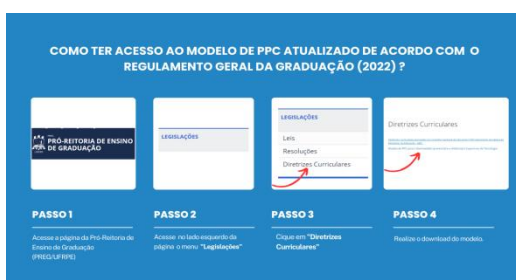 COMO TER ACESSO AO MODELO DE PPC ATUALIZADO DE ACORDO COM O
REGULAMENTO GERAL DA GRADUAÇÃO (2022) ?
PRÓ-REITORIA DE ENSINO
DE GRADUAÇÃO
LEGISLAÇÕES
LEGISLAÇÕES
Leis
Resoluções
Diretrizes Curriculares
Diretrizes Curriculares
PASSO 1
Acesse a página da Pró-Reitoria de
Ensino de Graduação
(PREG/UFRPE)
PASSO 2
Acesse no lado esquerdo da
página o menu "Legislações"
PASSO 3
Cique em "Diretrizes
Curriculares"
PASSO 4
Realize o download do modelo.